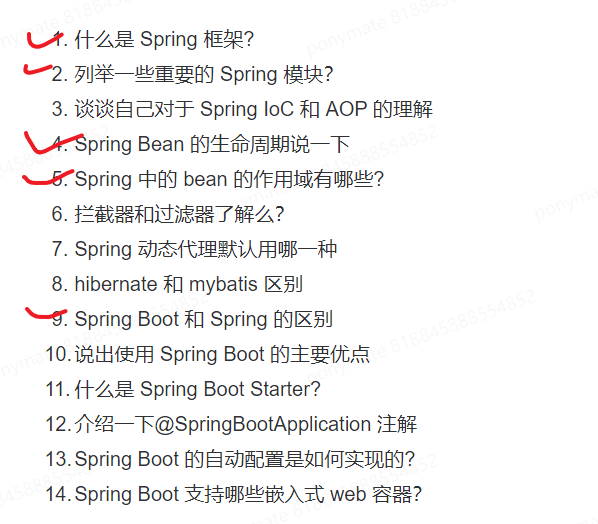 1. 什么是 Spring 框架?
2. 列举一些重要的 Spring 模块?
3. 谈谈自己对于 Spring IoC 和 AOP 的理解
4. Spring Bean 的生命周期说一下
5. Spring 中的 bean 的作用域有哪些?
6. 拦截器和过滤器了解么?
7. Spring 动态代理默认用哪一种
8. hibernate 和 mybatis 区别
9. Spring Boot 和 Spring 的区别
10. 说出使用 Spring Boot 的主要优点
11. 什么是 Spring Boot Starter?
12. 介绍一下@SpringBootApplication 注解
13. Spring Boot 的自动配置是如何实现的?
14. Spring Boot 支持哪些嵌入式 web 容器?